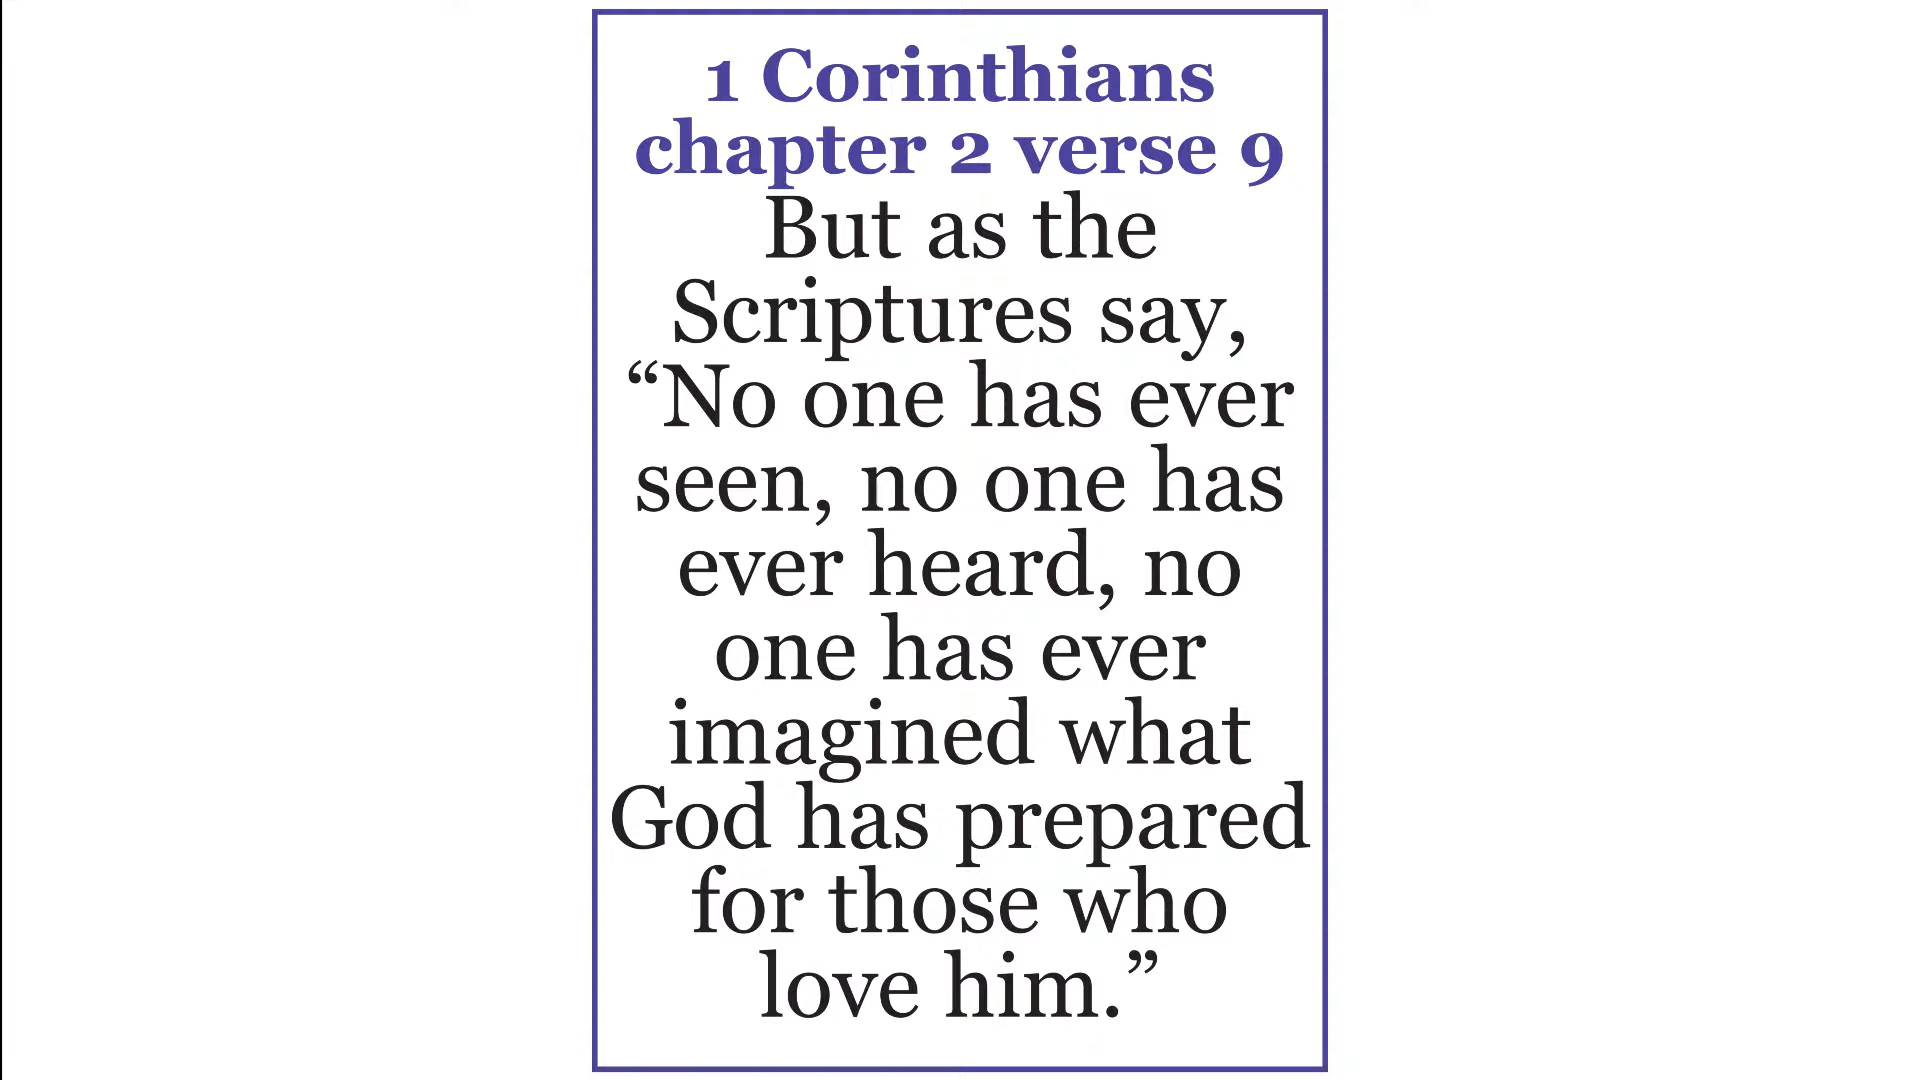 1 Corinthians
chapter 2 verse 9
But as the
Scriptures say,
“No one has ever
seen, no one has
ever heard, no
one has ever
imagined what
God has prepared
for those who
love him.”